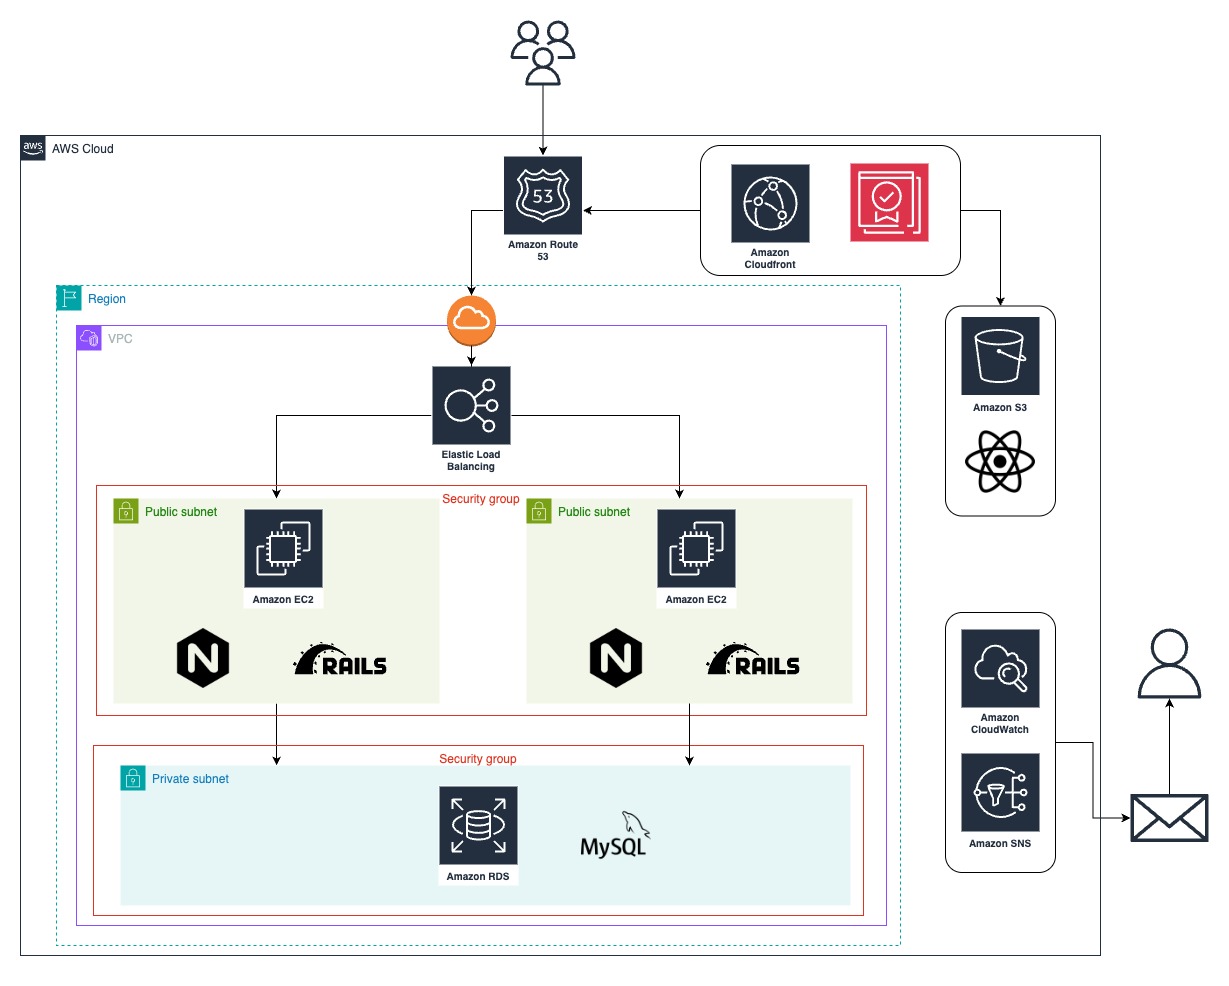 aws
AWS Cloud
53
Amazon Route
53
Amazon
Cloudfront
Region
VPC
Amazon S3
Elastic Load
Balancing
Security group
Public subnet
Public subnet
Amazon EC2
Amazon EC2
N
RAILS
N
RAILS
Amazon
CloudWatch
Security group
Private subnet
MySQL
Amazon SNS
Amazon RDS